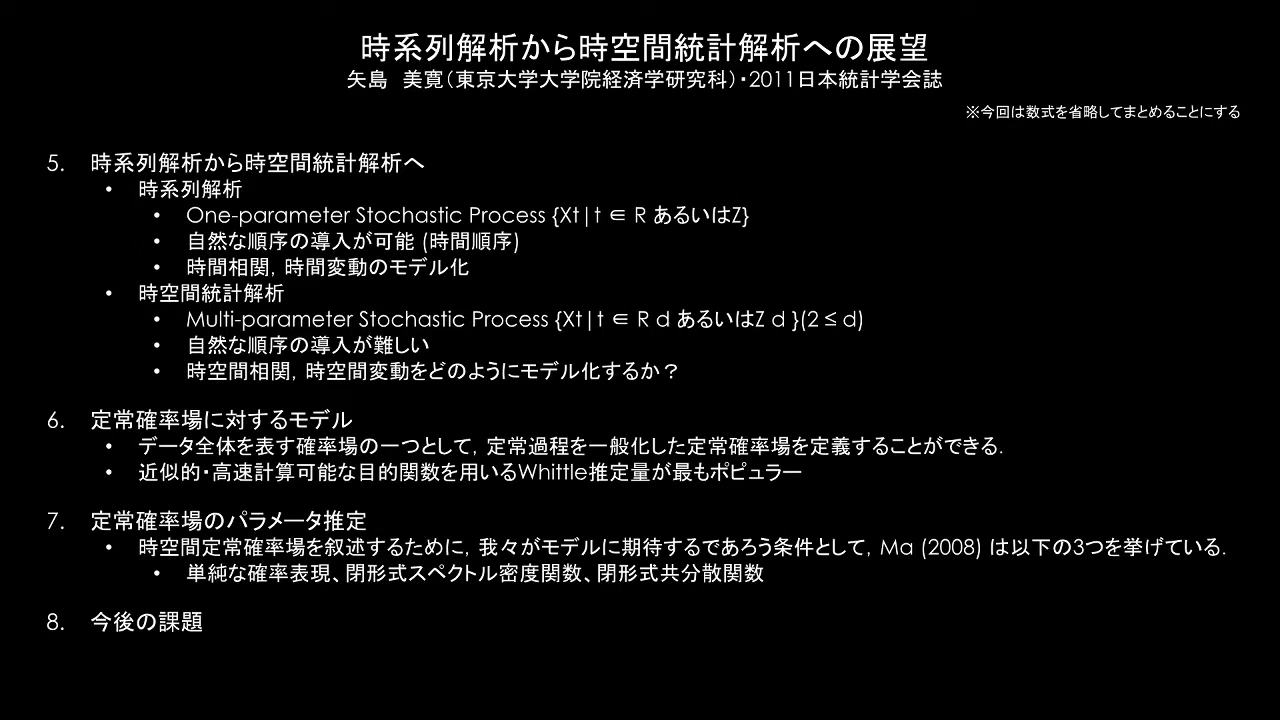 時系列解析から時空間統計解析への展望
矢島　美寛（東京大学大学院経済学研究科）・2011日本統計学会誌
※今回は数式を省略してまとめることにする
5. 時系列解析から時空間統計解析へ
• 時系列解析
• One-parameter Stochastic Process {Xt|t ∈ R あるいはZ}
• 自然な順序の導入が可能 (時間順序)
• 時間相関，時間変動のモデル化
• 時空間統計解析
• Multi-parameter Stochastic Process {Xt|t ∈ R d あるいはZ d }(2 ≤ d)
• 自然な順序の導入が難しい
• 時空間相関，時空間変動をどのようにモデル化するか？
6. 定常確率場に対するモデル
• データ全体を表す確率場の一つとして，定常過程を一般化した定常確率場を定義することができる．
• 近似的・高速計算可能な目的関数を用いるWhittle推定量が最もポピュラー
7. 定常確率場のパラメータ推定
• 時空間定常確率場を叙述するために，我々がモデルに期待するであろう条件として，Ma (2008) は以下の3つを挙げている．
• 単純な確率表現、閉形式スペクトル密度関数、閉形式共分散関数
8. 今後の課題